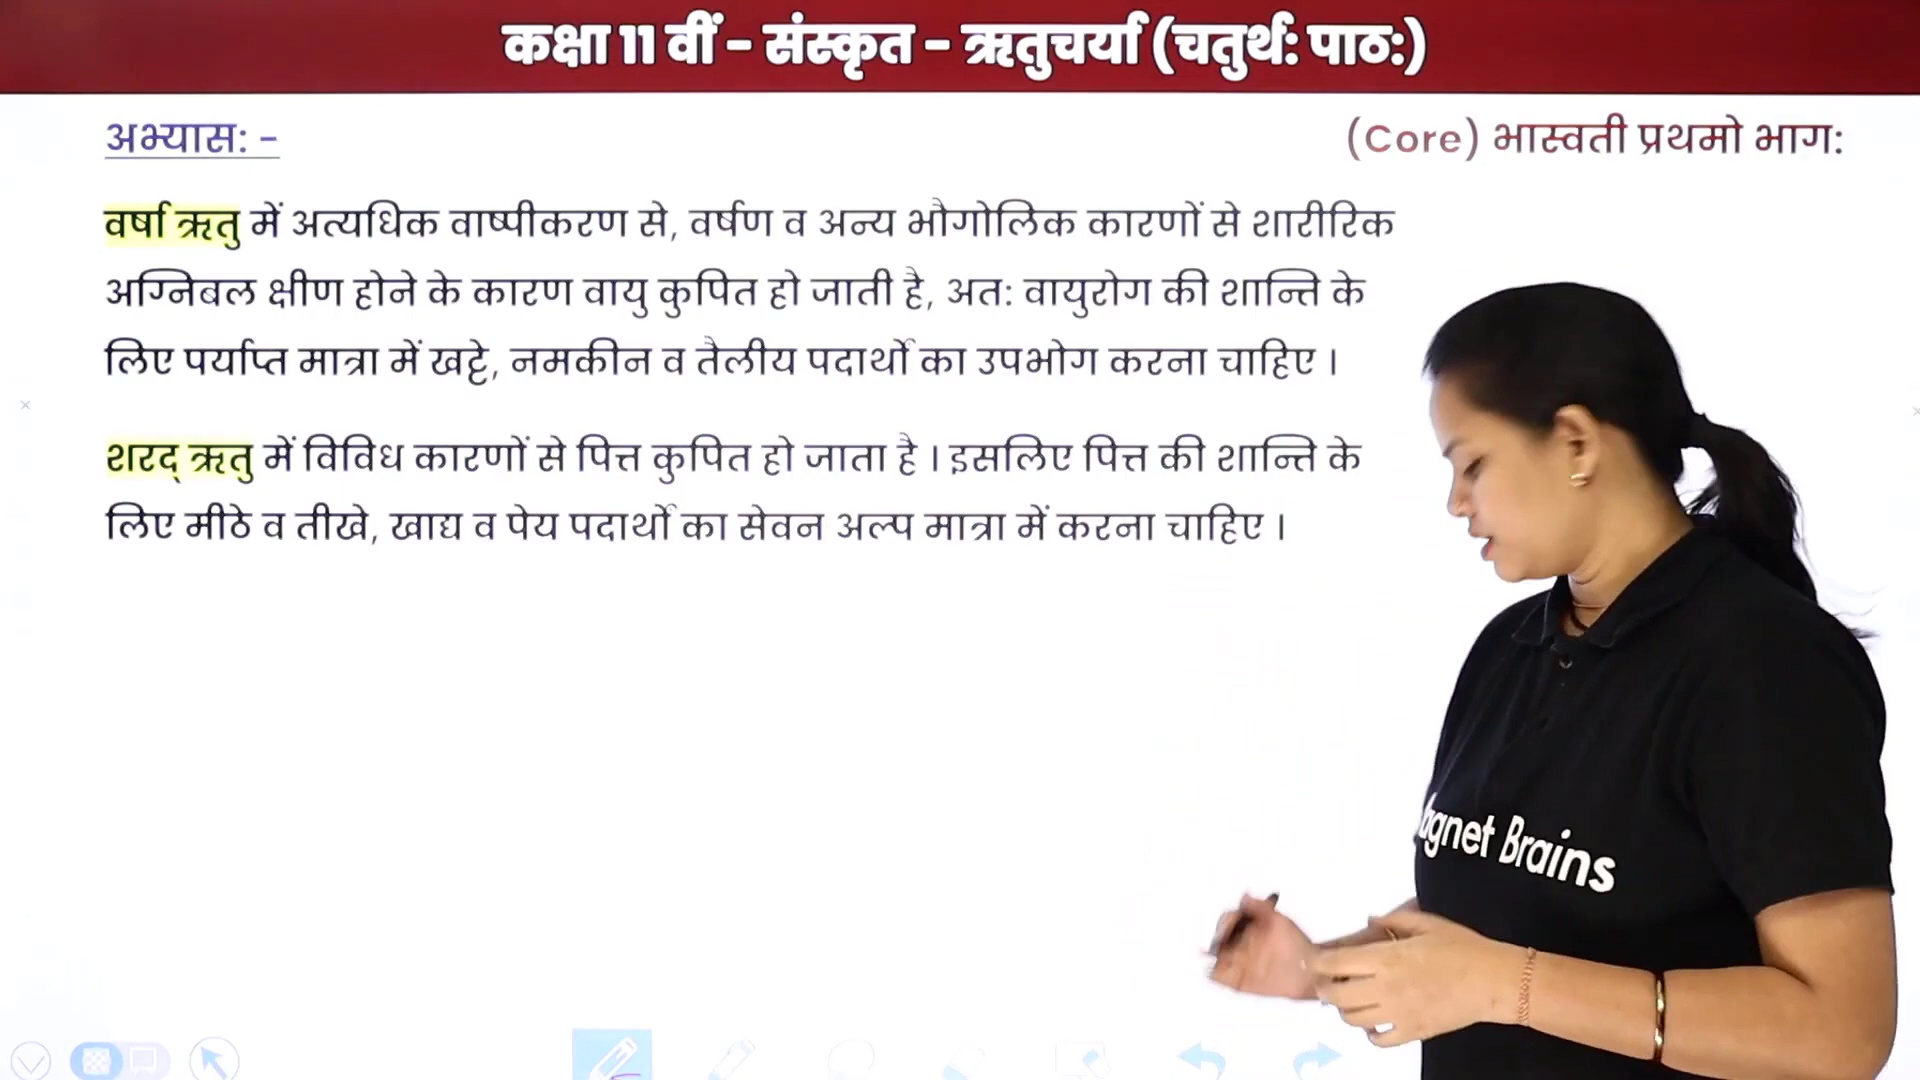 कक्षा 11 वीं - संस्कृत - ऋतुचर्या (चतुर्थ: पाठ:)
अभ्यास: -
(Core) भास्वती प्रथमो भाग:
वर्षा ऋतु में अत्यधिक वाष्पीकरण से, वर्षण व अन्य भौगोलिक कारणों से शारीरिक
अग्निबल क्षीण होने के कारण वायु कुपित हो जाती है, अत: वायुरोग की शान्ति के
लिए पर्याप्त मात्रा में खट्टे, नमकीन व तैलीय पदार्थों का उपभोग करना चाहिए ।
शरद् ऋतु में विविध कारणों से पित्त कुपित हो जाता है । इसलिए पित्त की शान्ति के
लिए मीठे व तीखे, खाद्य व पेय पदार्थों का सेवन अल्प मात्रा में करना चाहिए ।
agnet Brains